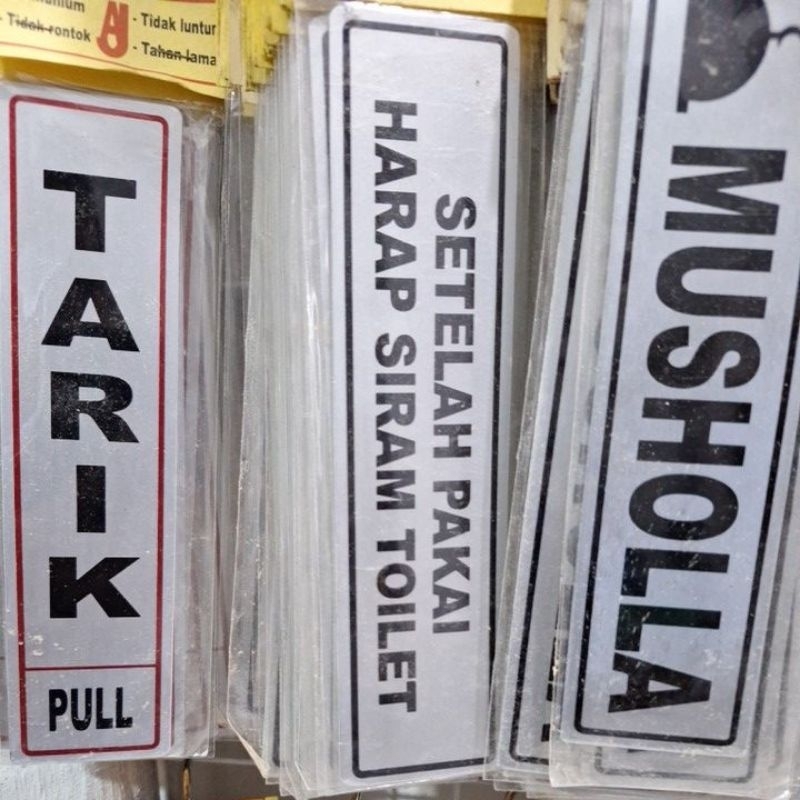 - Tidak rontok
- Tidak luntur
- Tahan lama
TARIK
PULL
SETELAH PAKAI
HARAP SIRAM TOILET
MUSHOLLA